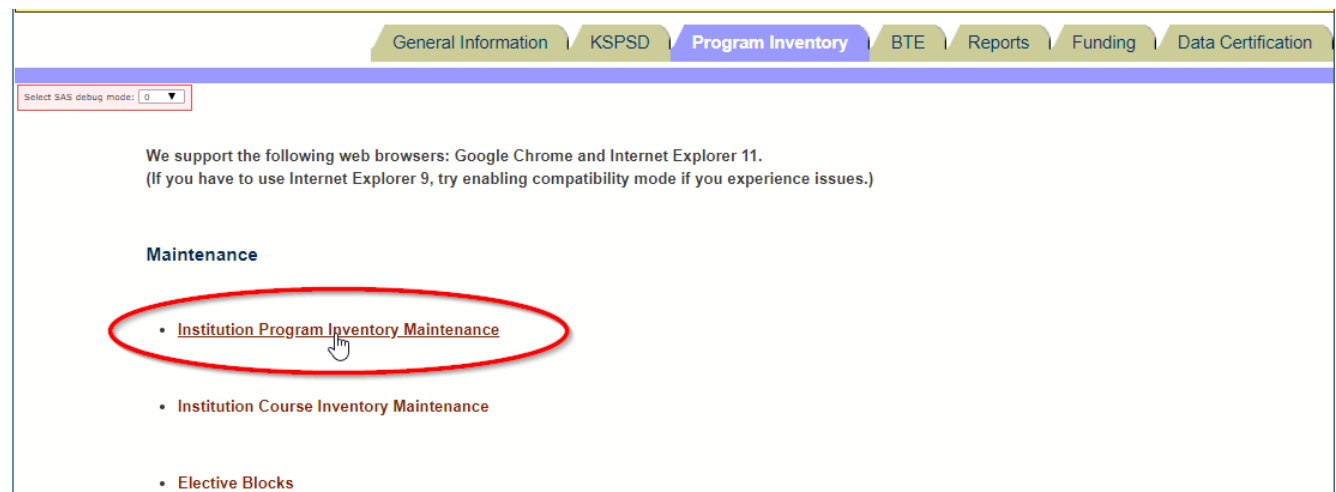 General Information KSPSD Program Inventory BTE Reports Funding Data Certification
Select SAS debug mode: 0
We support the following web browsers: Google Chrome and Internet Explorer 11.
(If you have to use Internet Explorer 9, try enabling compatibility mode if you experience issues.)
Maintenance
• Institution Program Inventory Maintenance
• Institution Course Inventory Maintenance
• Elective Blocks